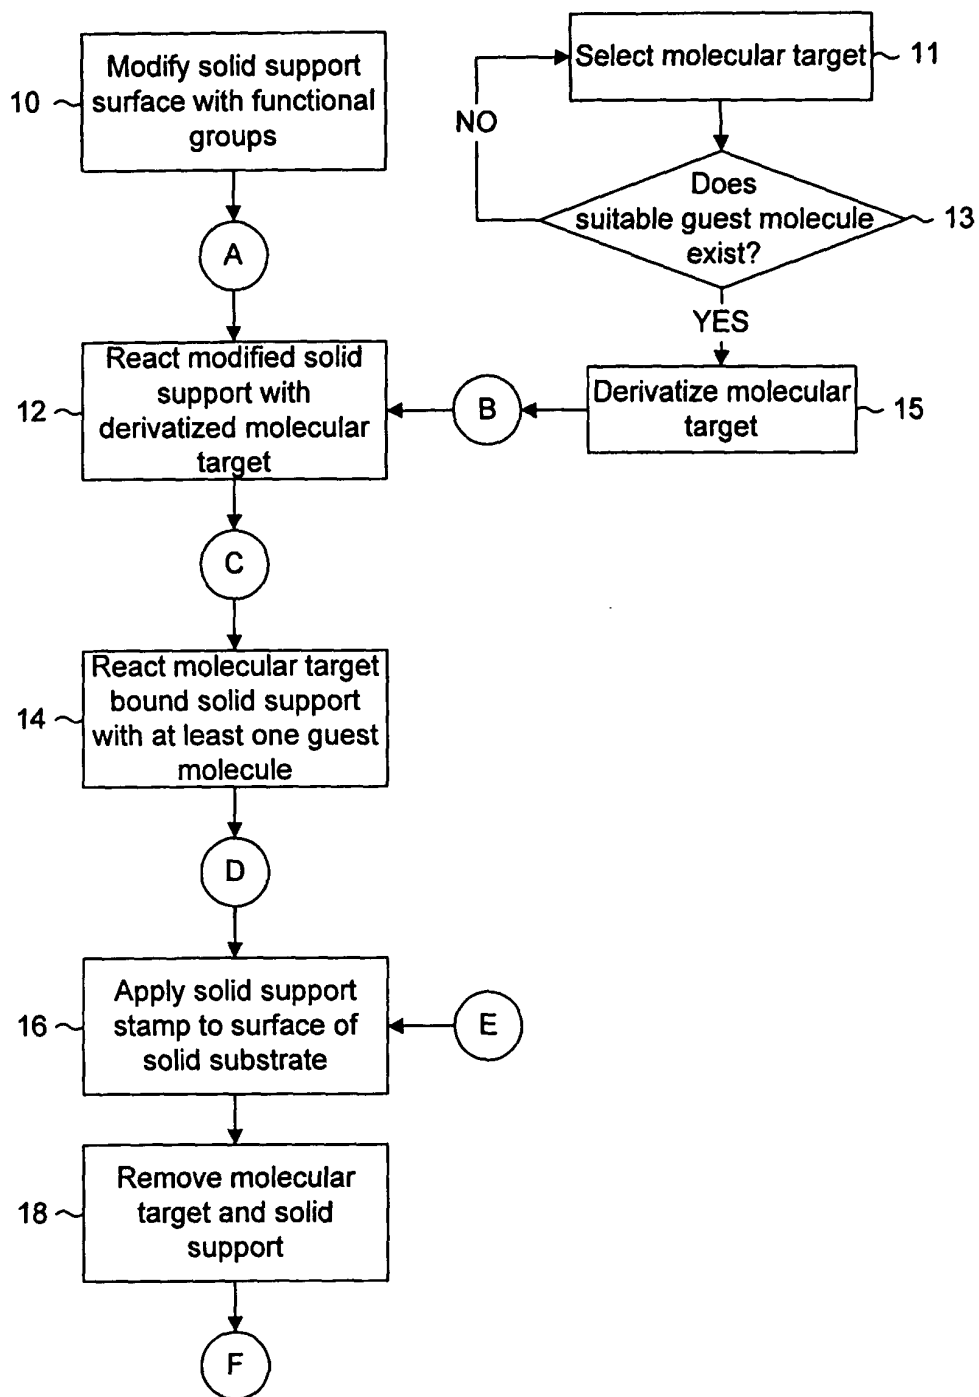 10
Modify solid support
surface with functional
groups
Select molecular target
11
NO
Does
suitable guest molecule
exist?
13
YES
A
12
React modified solid
support with
derivatized molecular
target
B
Derivatize molecular
target
15
C
14
React molecular target
bound solid support
with at least one guest
molecule
D
16
Apply solid support
stamp to surface of
solid substrate
E
18
Remove molecular
target and solid
support
F